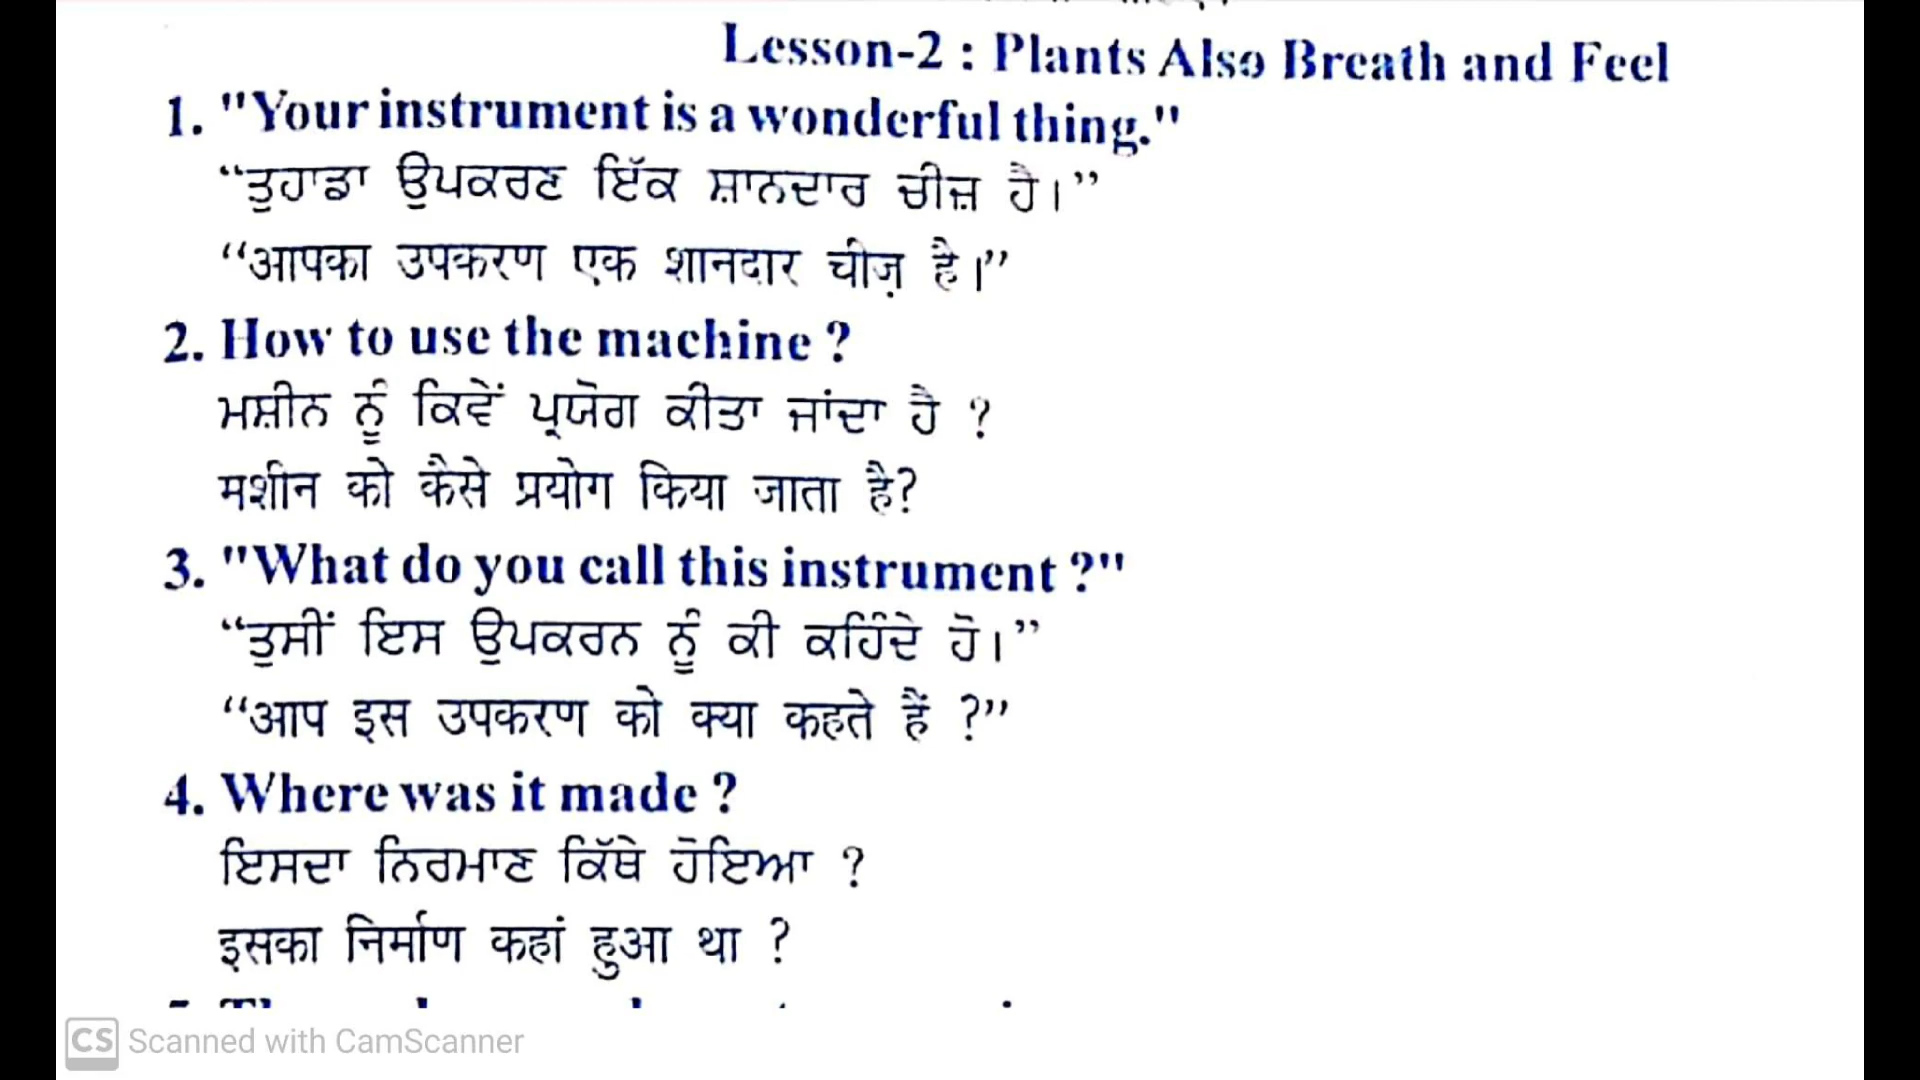 Lesson-2 : Plants Also Breath and Feel
1. "Your instrument is a wonderful thing."
“ਤੁਹਾਡਾ ਉਪਕਰਣ ਇੱਕ ਸ਼ਾਨਦਾਰ ਚੀਜ਼ ਹੈ।”
“आपका उपकरण एक शानदार चीज़ है।”
2. How to use the machine ?
ਮਸ਼ੀਨ ਨੂੰ ਕਿਵੇਂ ਪ੍ਰਯੋਗ ਕੀਤਾ ਜਾਂਦਾ ਹੈ ?
मशीन को कैसे प्रयोग किया जाता है?
3. "What do you call this instrument ?"
“ਤੁਸੀਂ ਇਸ ਉਪਕਰਨ ਨੂੰ ਕੀ ਕਹਿੰਦੇ ਹੋ।”
“आप इस उपकरण को क्या कहते हैं ?”
4. Where was it made ?
ਇਸਦਾ ਨਿਰਮਾਣ ਕਿੱਥੇ ਹੋਇਆ ?
इसका निर्माण कहां हुआ था ?
CS Scanned with CamScanner